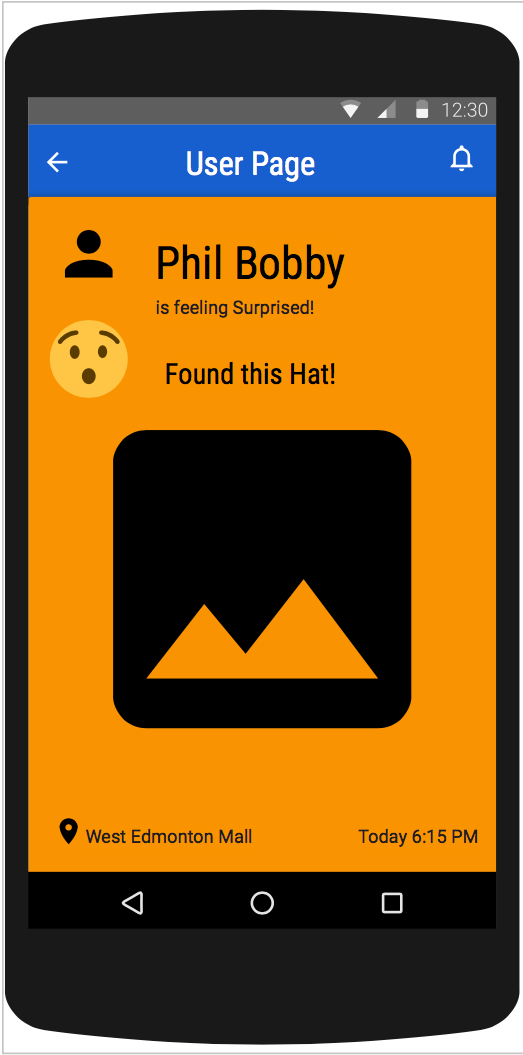 12:30
User Page
Phil Bobby
is feeling Surprised!
Found this Hat!
West Edmonton Mall
Today 6:15 PM